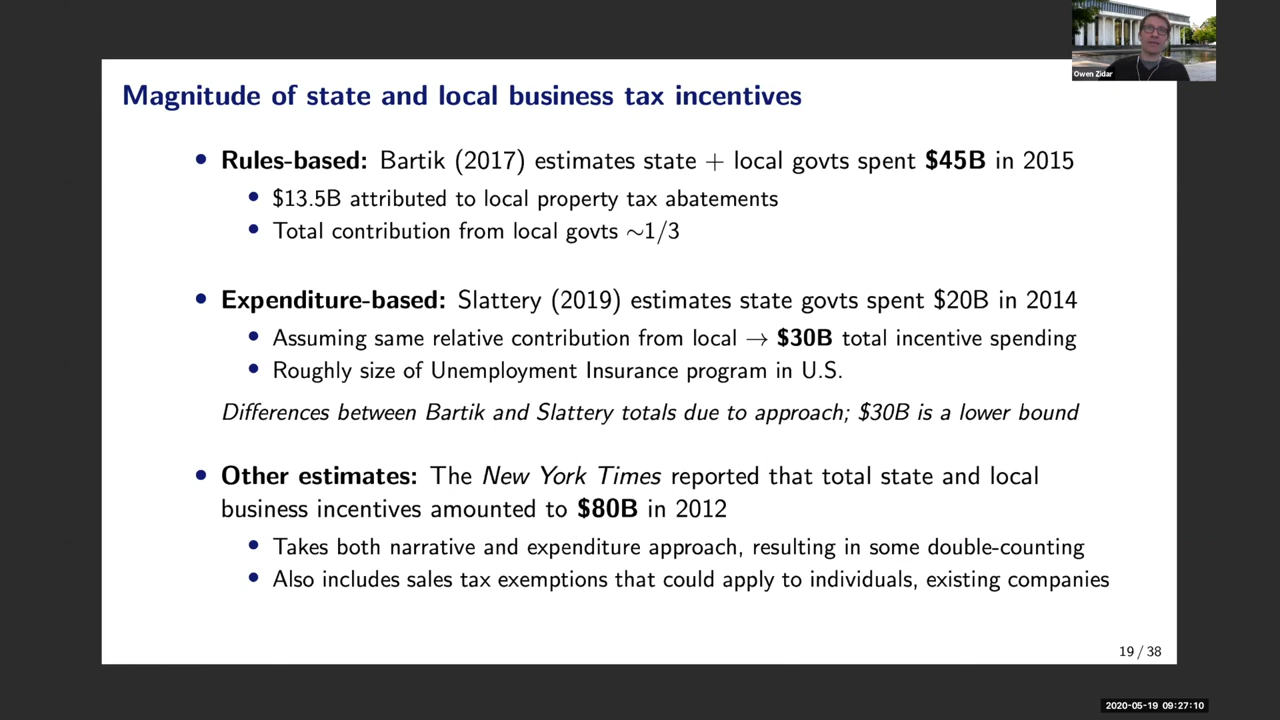 Owen Zidar
Magnitude of state and local business tax incentives
• Rules-based: Bartik (2017) estimates state + local govts spent $45B in 2015
• $13.5B attributed to local property tax abatements
• Total contribution from local govts ∼1/3
• Expenditure-based: Slattery (2019) estimates state govts spent $20B in 2014
• Assuming same relative contribution from local → $30B total incentive spending
• Roughly size of Unemployment Insurance program in U.S.
Differences between Bartik and Slattery totals due to approach; $30B is a lower bound
• Other estimates: The New York Times reported that total state and local
business incentives amounted to $80B in 2012
• Takes both narrative and expenditure approach, resulting in some double-counting
• Also includes sales tax exemptions that could apply to individuals, existing companies
19 / 38
2020-05-19 09:27:10